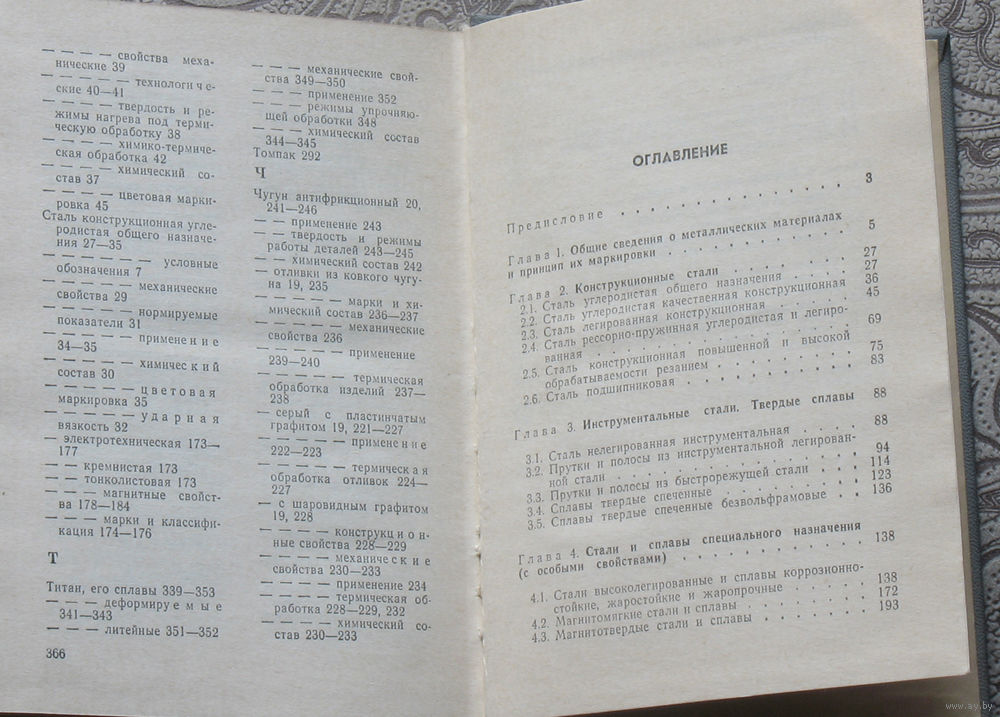 — — — — свойства меха-
нические 39
— — — — — технологиче-
ские 40—41
— — — — твердость и ре-
жимы нагрева под терми-
ческую обработку 38
— — — — химико-термиче-
ская обработка 42
— — — — химический со-
став 37
— — — — цветовая марки-
ровка 45
Сталь конструкционная угле-
родистая общего назначе-
ния 27—35
— — — — — условные
обозначения 7
— — — — механические
свойства 29
— — — — нормируемые
показатели 31
— — — — применение
34—35
— — — — химический
состав 30
— — — — цветовая
маркировка 35
— — — — ударная
вязкость 32
— электротехническая 173—
177
— — кремнистая 173
— — тонколистовая 173
— — — магнитные свойст-
ва 178—184
— — — марки и классифи-
кация 174—176
Т
Титан, его сплавы 339—353
— — — деформируемые
341—343
— — — литейные 351—352
366
— — — механические свой-
ства 349—350
— — — применение 352
— — — режимы упрочняю-
щей обработки 348
— — — химический состав
344—345
Томпак 292
Ч
Чугун антифрикционный 20,
241—246
— — применение 243
— — твердость и режимы
работы деталей 243—245
— — химический состав 242
— отливки из ковкого чугу-
на 19, 235
— — — — марки и хи-
мический состав 236—237
— — — — механические
свойства 236
— — — — — применение
239—240
— — — — — термическая
обработка изделий 237—
238
— серый с пластинчатым
графитом 19, 221—227
— — — — применение
222—223
— — — — — термическая
обработка отливок 224—
227
— с шаровидным графитом
19, 228
— — — — конструкцион-
ные свойства 228—229
— — — — механические
свойства 230—233
— — — — применение 234
— — — — термическая об-
работка 228—229, 232
— — — — химический со-
став 230—233
ОГЛАВЛЕНИЕ
Предисловие . . . . . . . . . . . . . . 3
Глава 1. Общие сведения о металлических материалах
и принцип их маркировки . . . . . . . . . . 5
Глава 2. Конструкционные стали . . . . . . . 27
2.1. Сталь углеродистая общего назначения . . . . 27
2.2. Сталь углеродистая качественная конструкционная 36
2.3. Сталь легированная конструкционная . . . . 45
2.4. Сталь рессорно-пружинная углеродистая и легиро-
ванная . . . . . . . . . . . . . 69
2.5. Сталь конструкционная повышенной и высокой
обрабатываемости резанием . . . . . . . 75
2.6. Сталь подшипниковая . . . . . . . . . 83
Глава 3. Инструментальные стали. Твердые сплавы 88
3.1. Сталь нелегированная инструментальная . . . . 88
3.2. Прутки и полосы из инструментальной легирован-
ной стали . . . . . . . . . . . . 94
3.3. Прутки и полосы из быстрорежущей стали . . . 114
3.4. Сплавы твердые спеченные . . . . . . . 123
3.5. Сплавы твердые спеченные безвольфрамовые . . 136
Глава 4. Стали и сплавы специального назначения
(с особыми свойствами) . . . . . . . . . . 138
4.1. Стали высоколегированные и сплавы коррозионно-
стойкие, жаростойкие и жаропрочные . . . . . 138
4.2. Магнитомягкие стали и сплавы . . . . . . 172
4.3. Магнитотвердые стали и сплавы . . . . . . 193
www.ay.by